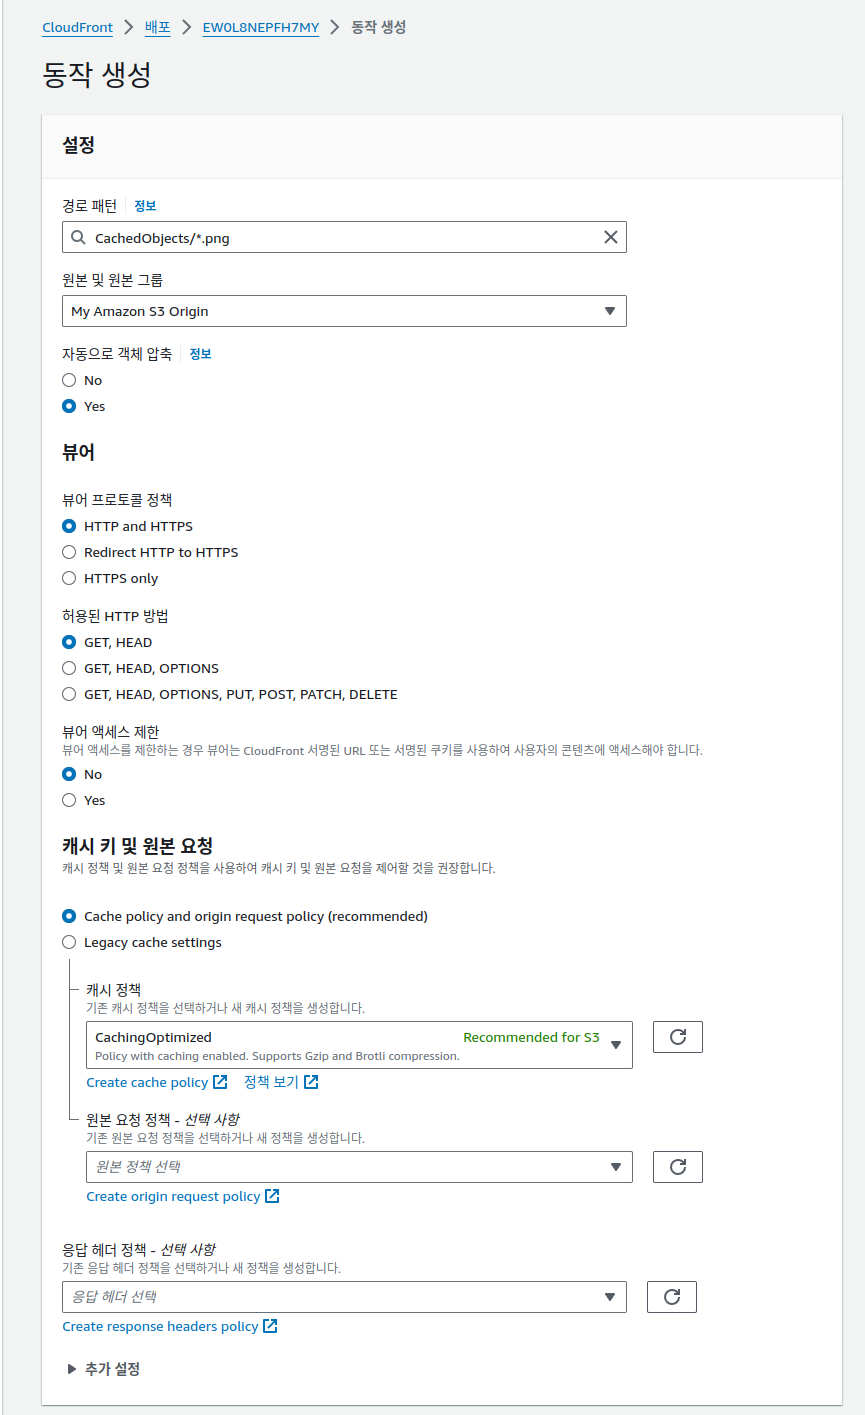 CloudFront > 배포 > EW0L8NEPFH7MY > 동작 생성
동작 생성
설정
경로 패턴 정보
CachedObjects/*.png
원본 및 원본 그룹
My Amazon S3 Origin
자동으로 객체 압축 정보
No
Yes
뷰어
뷰어 프로토콜 정책
HTTP and HTTPS
Redirect HTTP to HTTPS
HTTPS only
허용된 HTTP 방법
GET, HEAD
GET, HEAD, OPTIONS
GET, HEAD, OPTIONS, PUT, POST, PATCH, DELETE
뷰어 액세스 제한
뷰어 액세스를 제한하는 경우 뷰어는 CloudFront 서명된 URL 또는 서명된 쿠키를 사용하여 사용자의 콘텐츠에 액세스해야 합니다.
No
Yes
캐시 키 및 원본 요청
캐시 정책 및 원본 요청 정책을 사용하여 캐시 키 및 원본 요청을 제어할 것을 권장합니다.
Cache policy and origin request policy (recommended)
Legacy cache settings
캐시 정책
기존 캐시 정책을 선택하거나 새 캐시 정책을 생성합니다.
CachingOptimized Recommended for S3
Policy with caching enabled. Supports Gzip and Brotli compression.
Create cache policy 정책 보기
원본 요청 정책 - 선택 사항
기존 원본 요청 정책을 선택하거나 새 정책을 생성합니다.
원본 정책 선택
Create origin request policy
응답 헤더 정책 - 선택 사항
기존 응답 헤더 정책을 선택하거나 새 정책을 생성합니다.
응답 헤더 선택
Create response headers policy
추가 설정